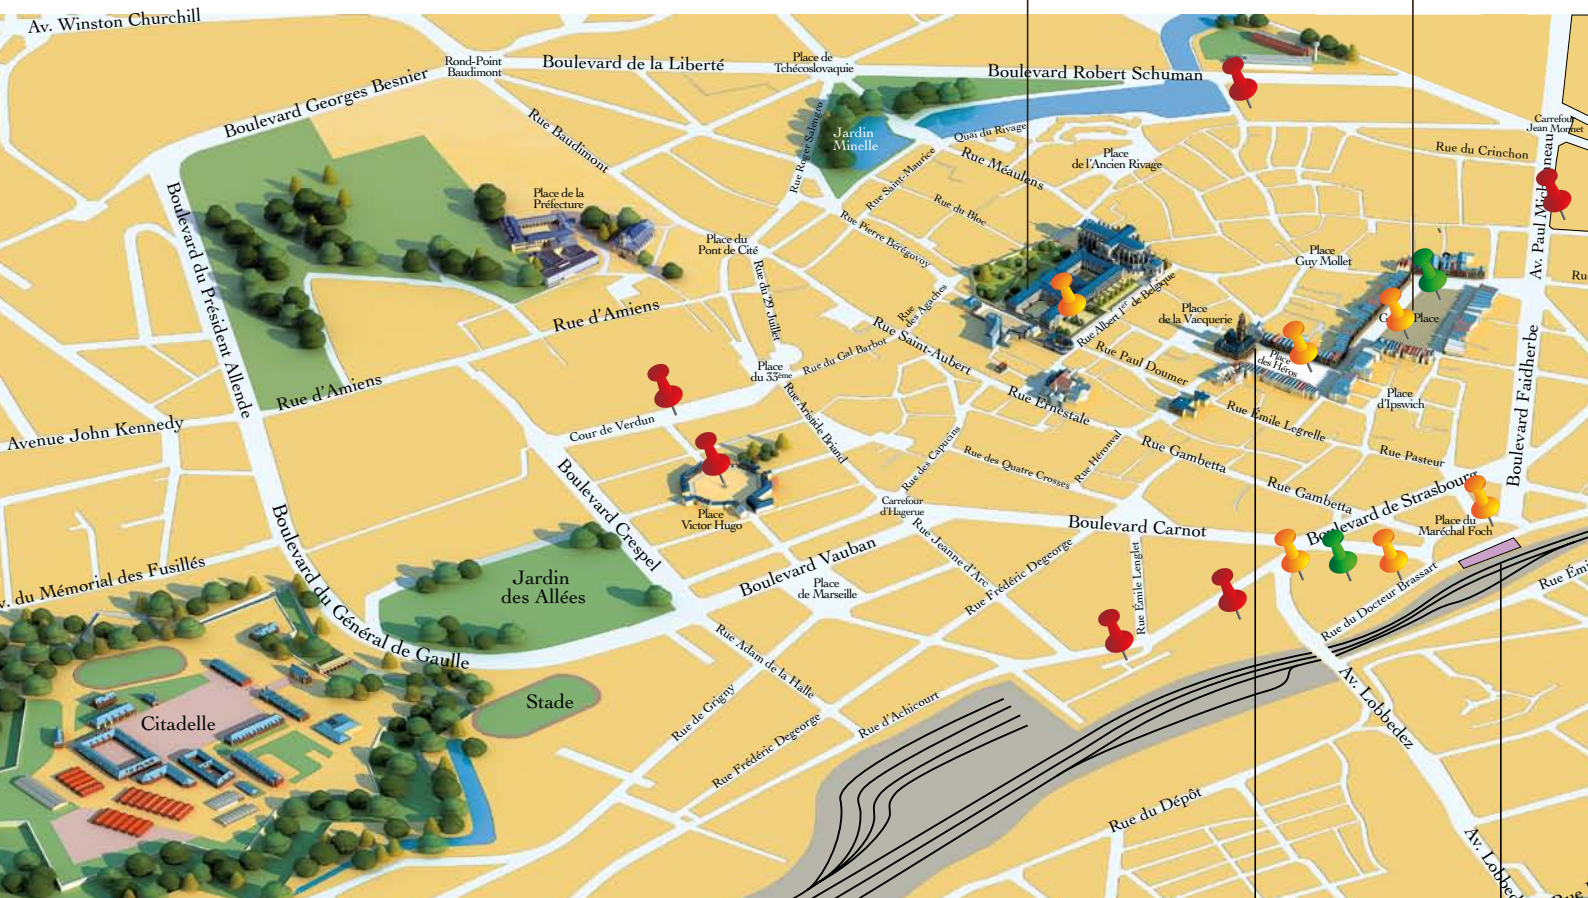 Av. Winston Churchill
Boulevard Georges Besnier
Rond-Point
Baudimont
Boulevard de la Liberté
Place de
Tchécoslovaquie
Boulevard Robert Schuman
Carrefou
Jean Monnet
Rue du Crinchon
Rue Baudimont
Rue Roger Salengro
Jardin
Minelle
Quai du Rivage
Rue Méaulens
Place
de l'Ancien Rivage
Rue Saint-Maurice
Rue du Bloc
Place de la
Préfecture
Boulevard du Président Allende
Place du
Pont de Cité
Rue Pierre Bérégovoy
Place
Guy Mollet
Av. Paul
Ru
Rue du 29 Juillet
Rue d'Amiens
Rue
des Agaches
Rue Albert 1er de Belgique
Place
de la Vacquerie
Place
Rue Saint-Aubert
Rue du Gal Barbot
Rue Paul Doumer
Place
des Héros
Place
du 33ème
Rue d'Amiens
Avenue John Kennedy
Cour de Verdun
Rue Aristide Briand
Rue Ernestale
Place
d'Ipswich
Rue Émile Legrelle
Boulevard Faidherbe
Rue des Capucins
Rue des Quatre Crosses
Rue Héronval
Rue Gambetta
Rue Pasteur
Rue Gambetta
Boulevard de Strasbourg
Boulevard Crespel
Place
Victor Hugo
Carrefour
d'Hagerue
Boulevard Carnot
Place du
Maréchal Foch
Boulevard du Général de Gaulle
v. du Mémorial des Fusillés
Jardin
des Allées
Boulevard Vauban
Place
de Marseille
Rue Jeanne d'Arc
Rue Frédéric Degeorge
Rue Émile Lenglet
Rue du Docteur Brassart
Rue Émi
Rue Adam de la Halle
Stade
Citadelle
Rue de Grigny
Rue Frédéric Degeorge
Rue d'Achicourt
Av. Lobbedez
Rue du Dépôt
Av. Lobbed
Rue